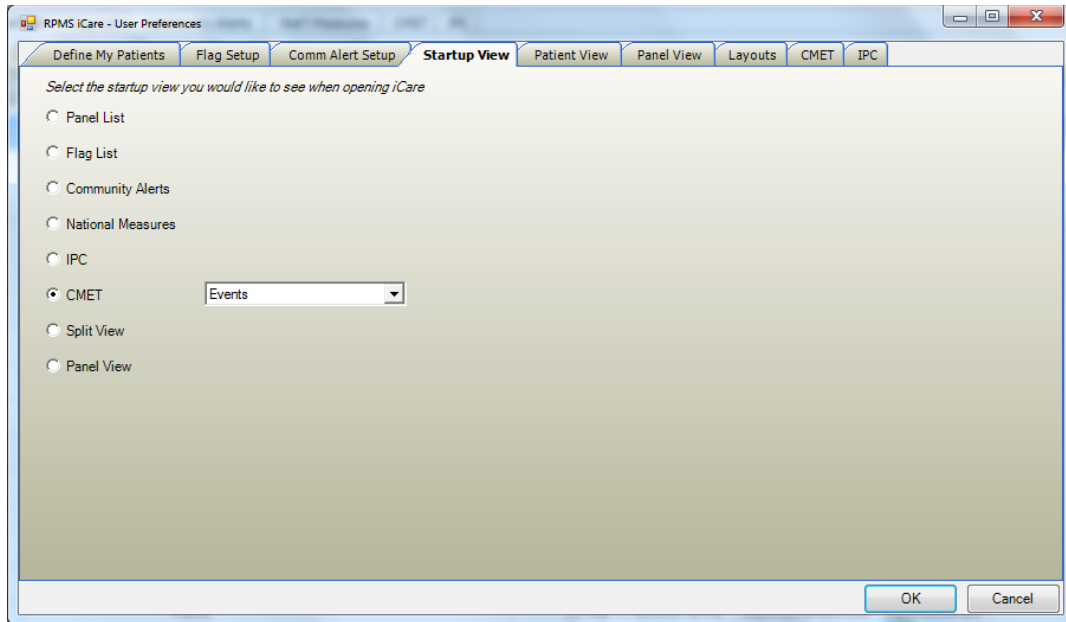 RPMS iCare - User Preferences
Define My Patients Flag Setup Comm Alert Setup Startup View Patient View Panel View Layouts CMET IPC
Select the startup view you would like to see when opening iCare
Panel List
Flag List
Community Alerts
National Measures
IPC
CMET Events
Split View
Panel View
OK Cancel